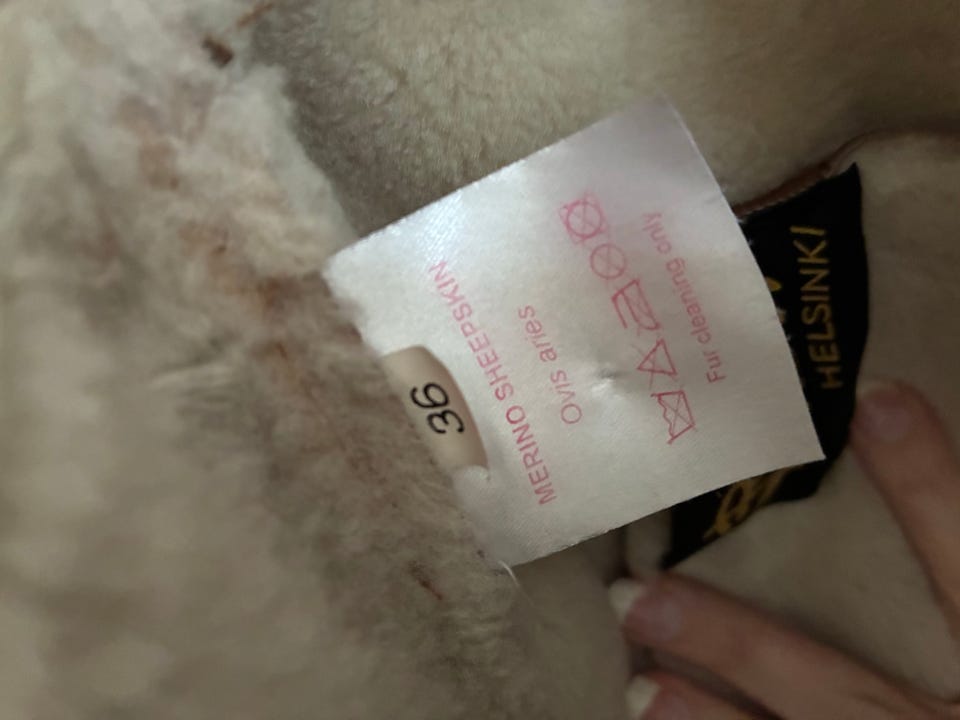 36
MERINO SHEEPSKIN
Ovis aries
Fur cleaning only
HELSINKI